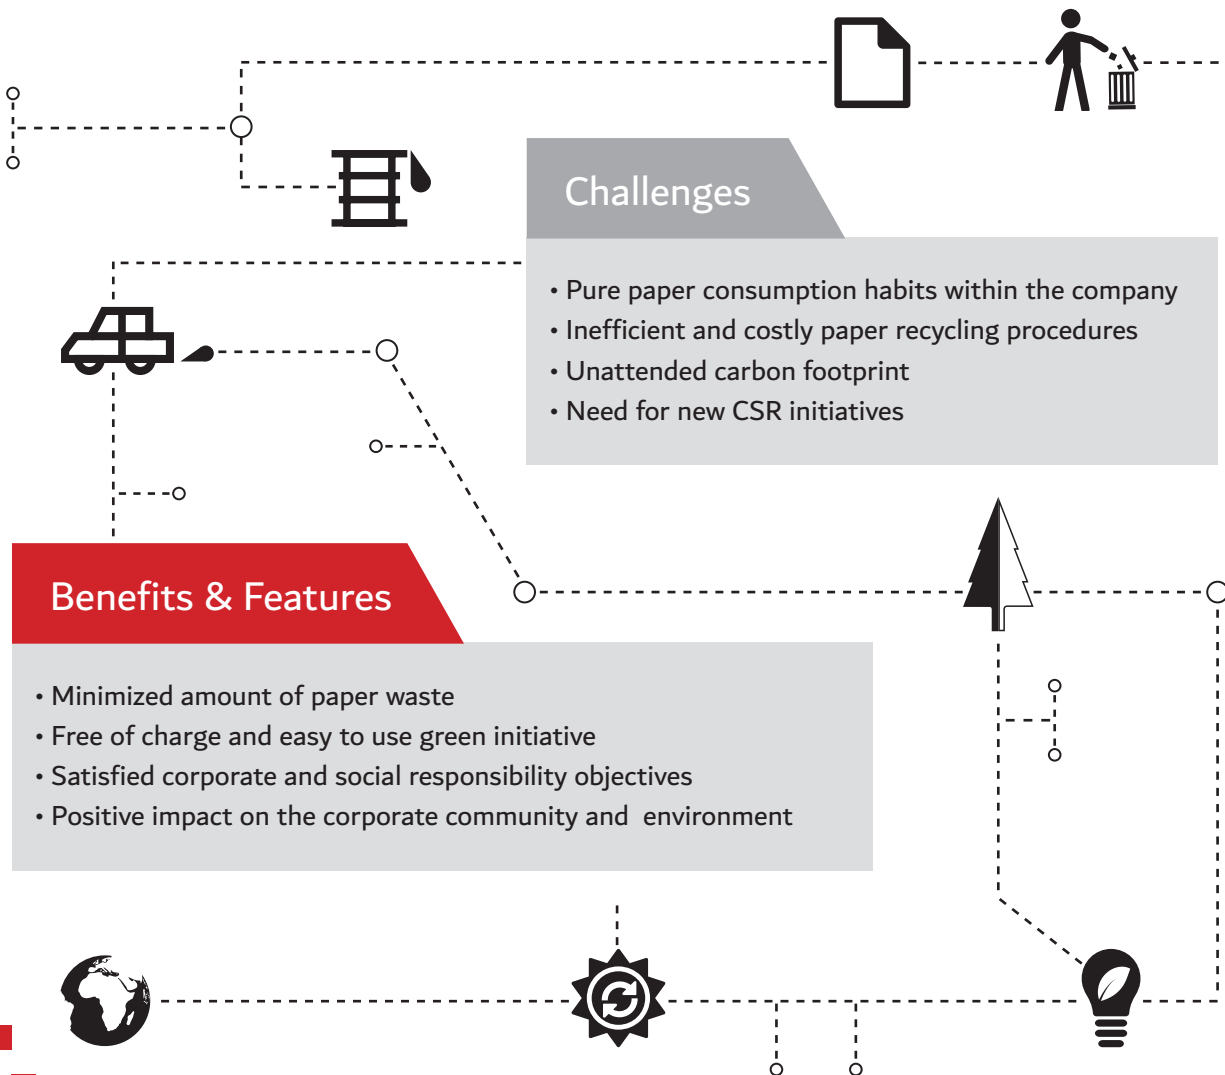 Challenges
• Pure paper consumption habits within the company
• Inefficient and costly paper recycling procedures
• Unattended carbon footprint
• Need for new CSR initiatives
Benefits & Features
• Minimized amount of paper waste
• Free of charge and easy to use green initiative
• Satisfied corporate and social responsibility objectives
• Positive impact on the corporate community and  environment